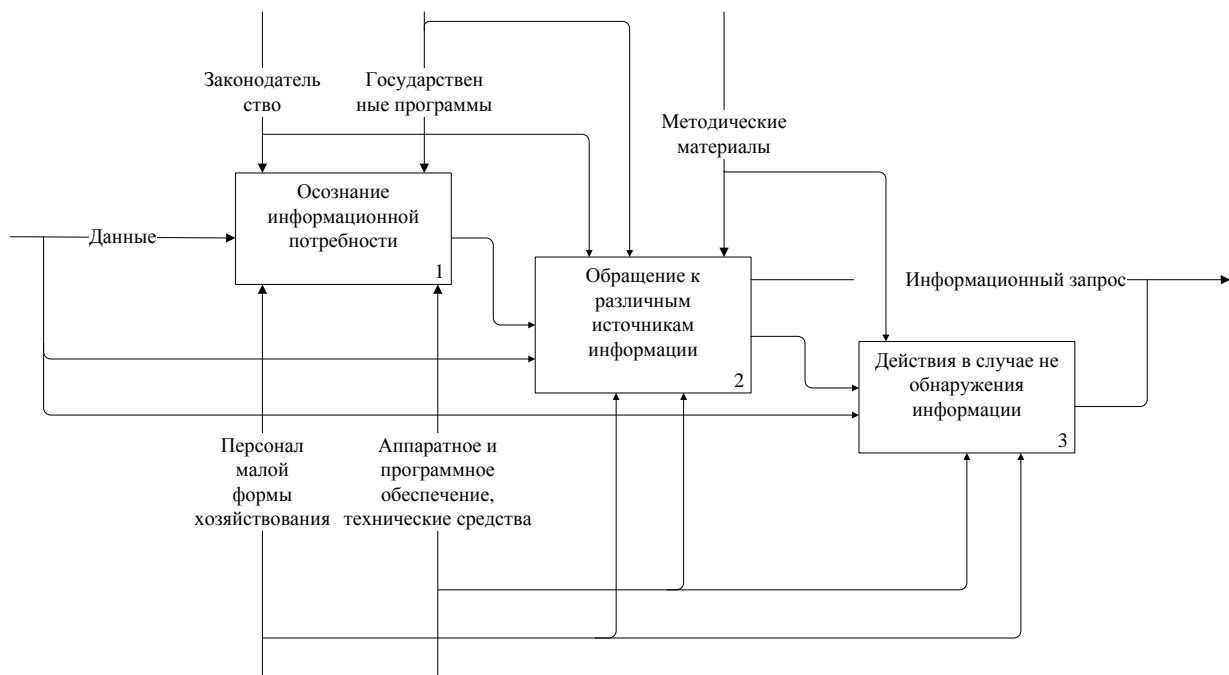 Законодатель
ство
Государствен
ные программы
Методические
материалы
Осознание
информационной
потребности
1
Данные
Обращение к
различным
источникам
информации
2
Информационный запрос
Действия в случае не
обнаружения
информации
3
Персонал
малой
формы
хозяйствования
Аппаратное и
программное
обеспечение,
технические средства